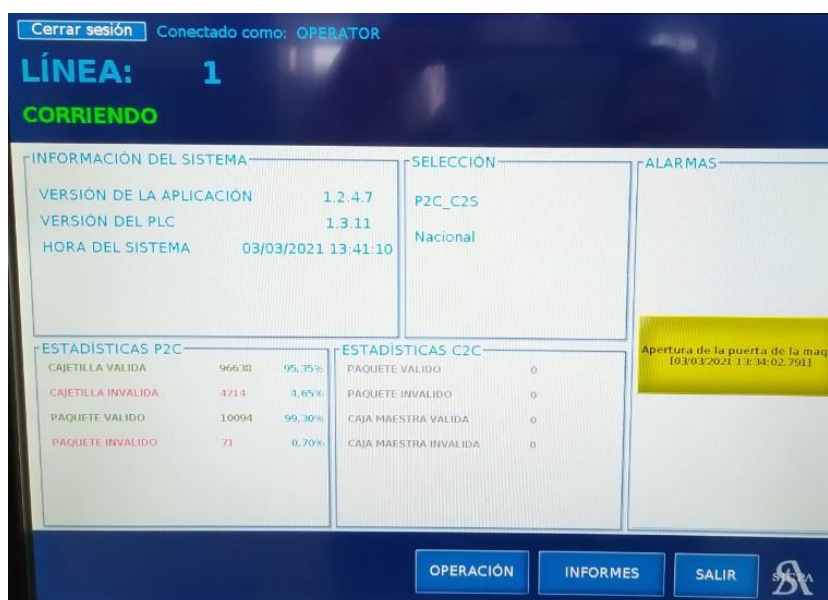 Cerrar sesión Conectado como: OPERATOR
LÍNEA: 1
CORRIENDO
INFORMACIÓN DEL SISTEMA
VERSIÓN DE LA APLICACIÓN 1.2.4.7
VERSIÓN DEL PLC 1.3.11
HORA DEL SISTEMA 03/03/2021 13:41:10
SELECCIÓN
P2C_C2S
Nacional
ALARMAS
Apertura de la puerta de la maq
[03/03/2021 13:34:02.791]
ESTADÍSTICAS P2C
CAJETILLA VALIDA 96638 95,35%
CAJETILLA INVALIDA 4714 4,65%
PAQUETE VALIDO 10094 99,30%
PAQUETE INVALIDO 71 0,70%
ESTADÍSTICAS C2C
PAQUETE VALIDO 0
PAQUETE INVALIDO 0
CAJA MAESTRA VALIDA 0
CAJA MAESTRA INVALIDA 0
OPERACIÓN INFORMES SALIR SICPA